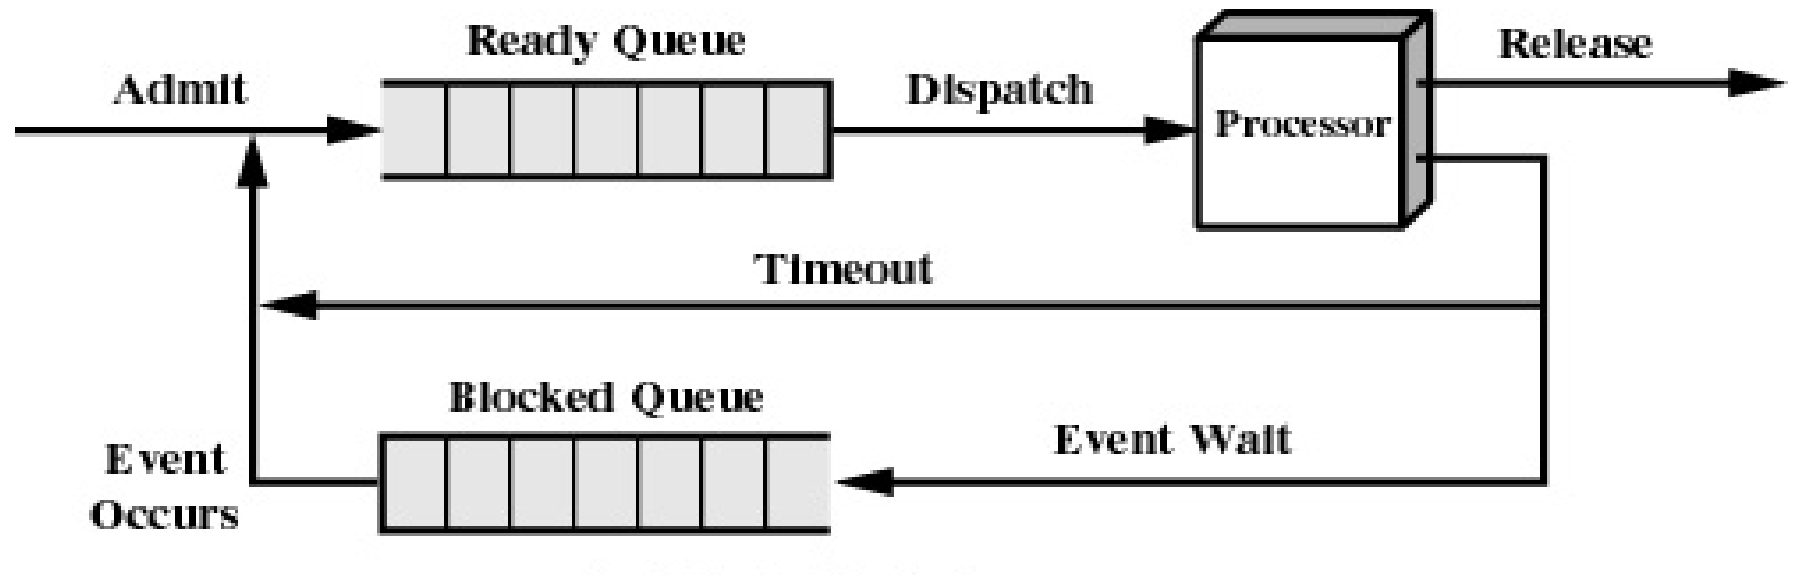 Ready Queue
Release
Admit
Dispatch
Processor
Timeout
Blocked Queue
Event Wait
Event
Occurs